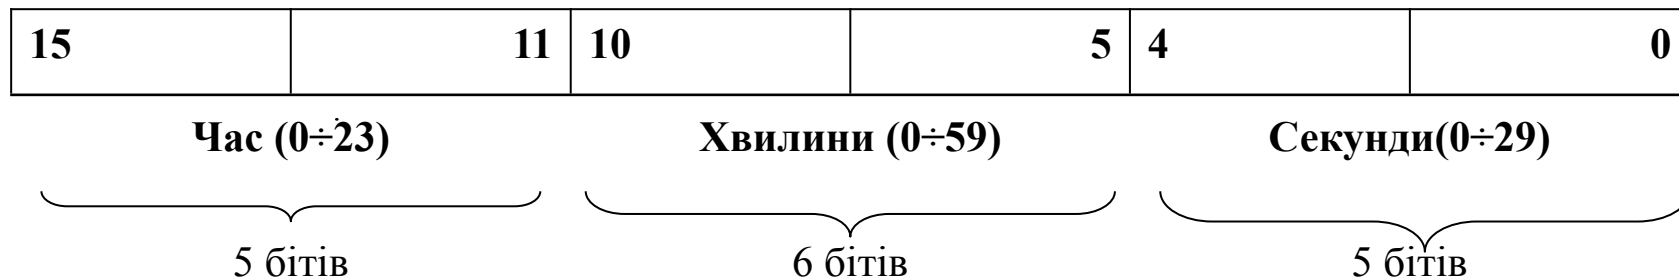 15 11 10 5 4 0
Час (0÷23) Хвилини (0÷59) Секунди(0÷29)
5 бітів 6 бітів 5 бітів